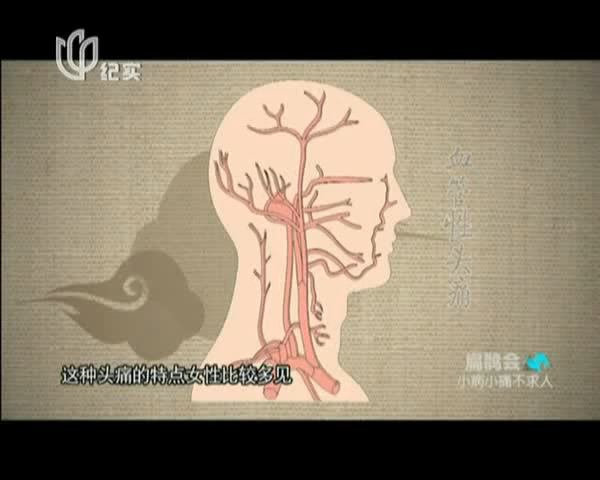 纪实
血管性头痛
扁鹊会
小病小痛不求人
这种头痛的特点女性比较多见